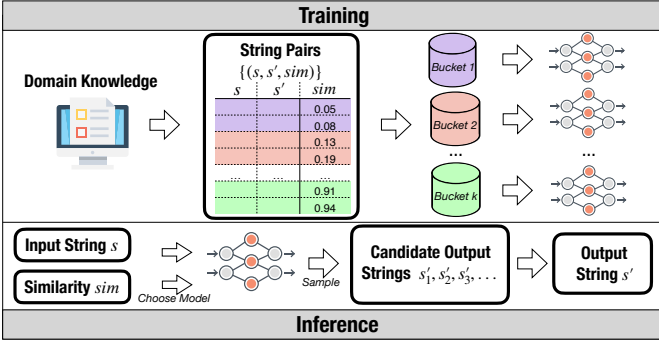 Training
Domain Knowledge
String Pairs
{(s, s′, sim)}
s s′ sim
0.05
0.08
0.13
0.19
... ... ...
0.91
0.94
Bucket 1
Bucket 2
... ...
Bucket k
Input String s
Similarity sim
Choose Model
Sample
Candidate Output
Strings s′₁, s′₂, s′₃, . . .
Output
String s′
Inference